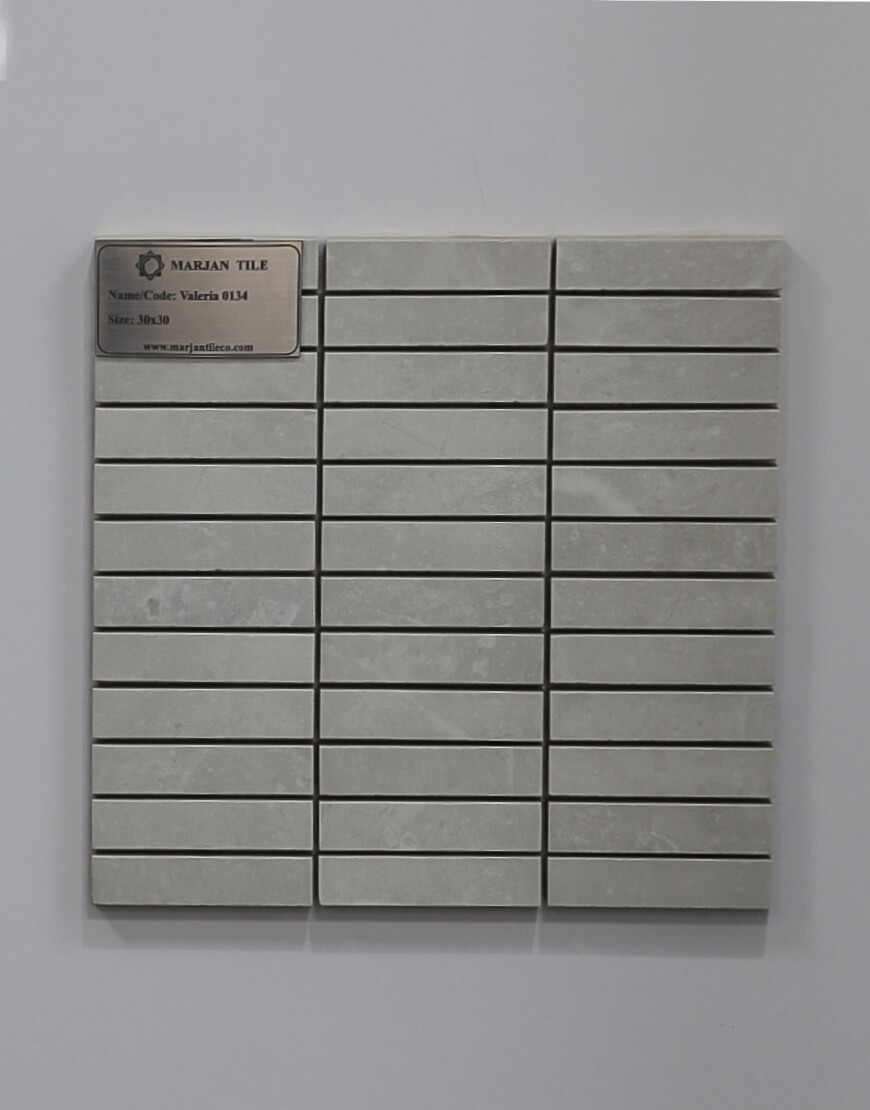 MARJAN TILE
Name/Code: Valeria 0134
Size: 30x30
www.marjantileco.com